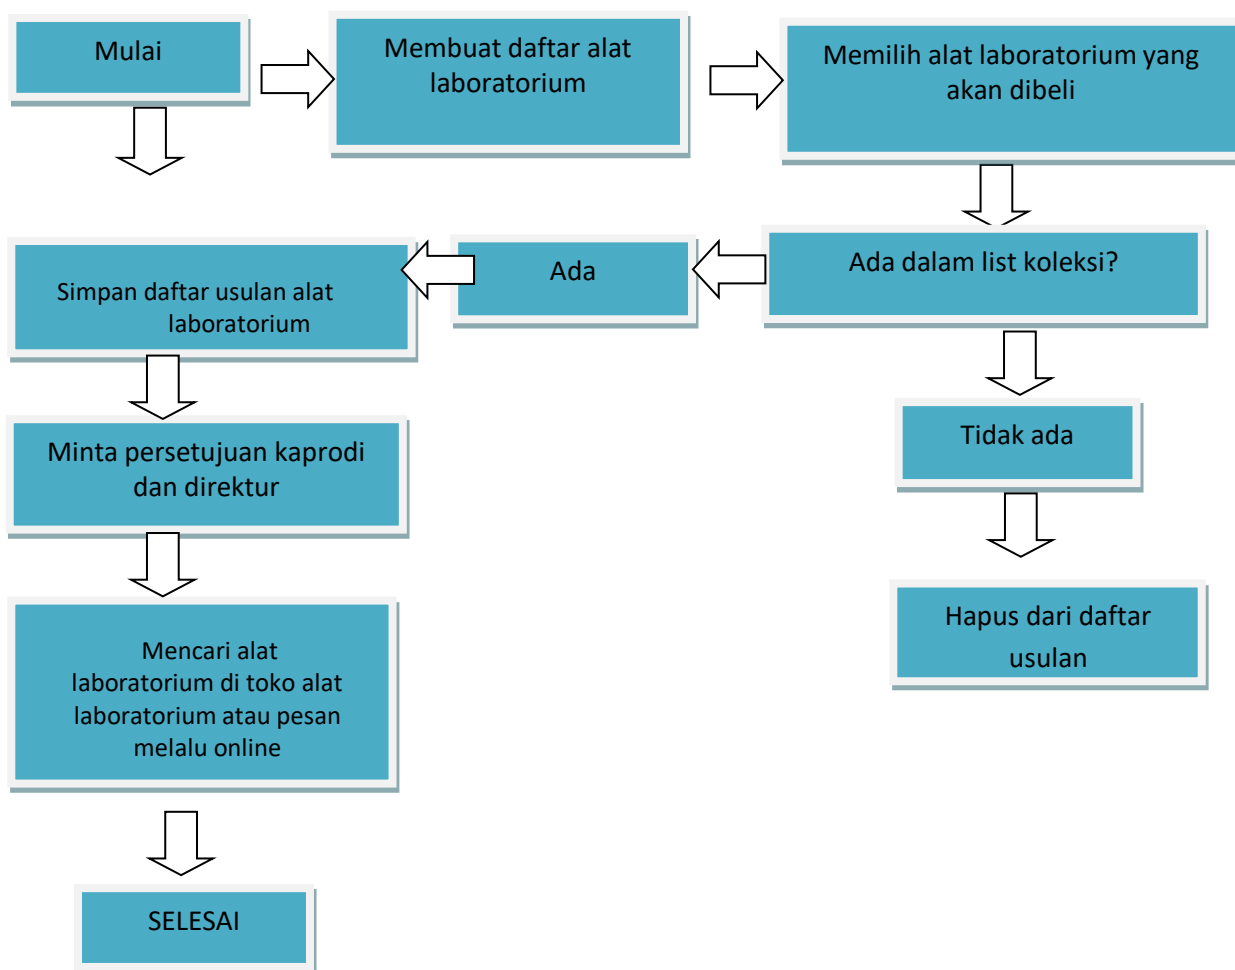 Mulai
Membuat daftar alat
laboratorium
Memilih alat laboratorium yang
akan dibeli
Ada dalam list koleksi?
Ada
Simpan daftar usulan alat
laboratorium
Minta persetujuan kaprodi
dan direktur
Tidak ada
Mencari alat
laboratorium di toko alat
laboratorium atau pesan
melalu online
Hapus dari daftar
usulan
SELESAI